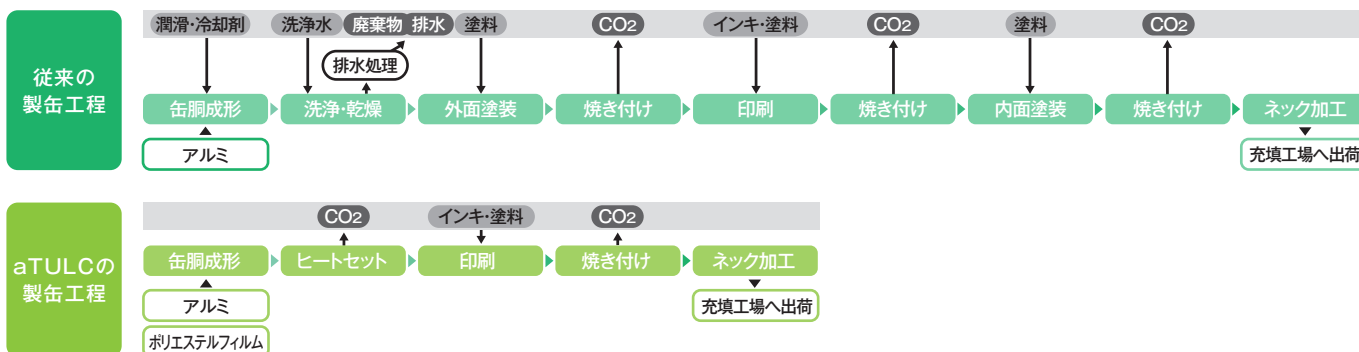 従来の
製缶工程
潤滑・冷却剤 洗浄水 廃棄物 排水 塗料 CO2 インキ・塗料 CO2 塗料 CO2
排水処理
缶胴成形 洗浄・乾燥 外面塗装 焼き付け 印刷 焼き付け 内面塗装 焼き付け ネック加工
アルミ 充填工場へ出荷
aTULCの
製缶工程
CO2 インキ・塗料 CO2
缶胴成形 ヒートセット 印刷 焼き付け ネック加工
アルミ 充填工場へ出荷
ポリエステルフィルム